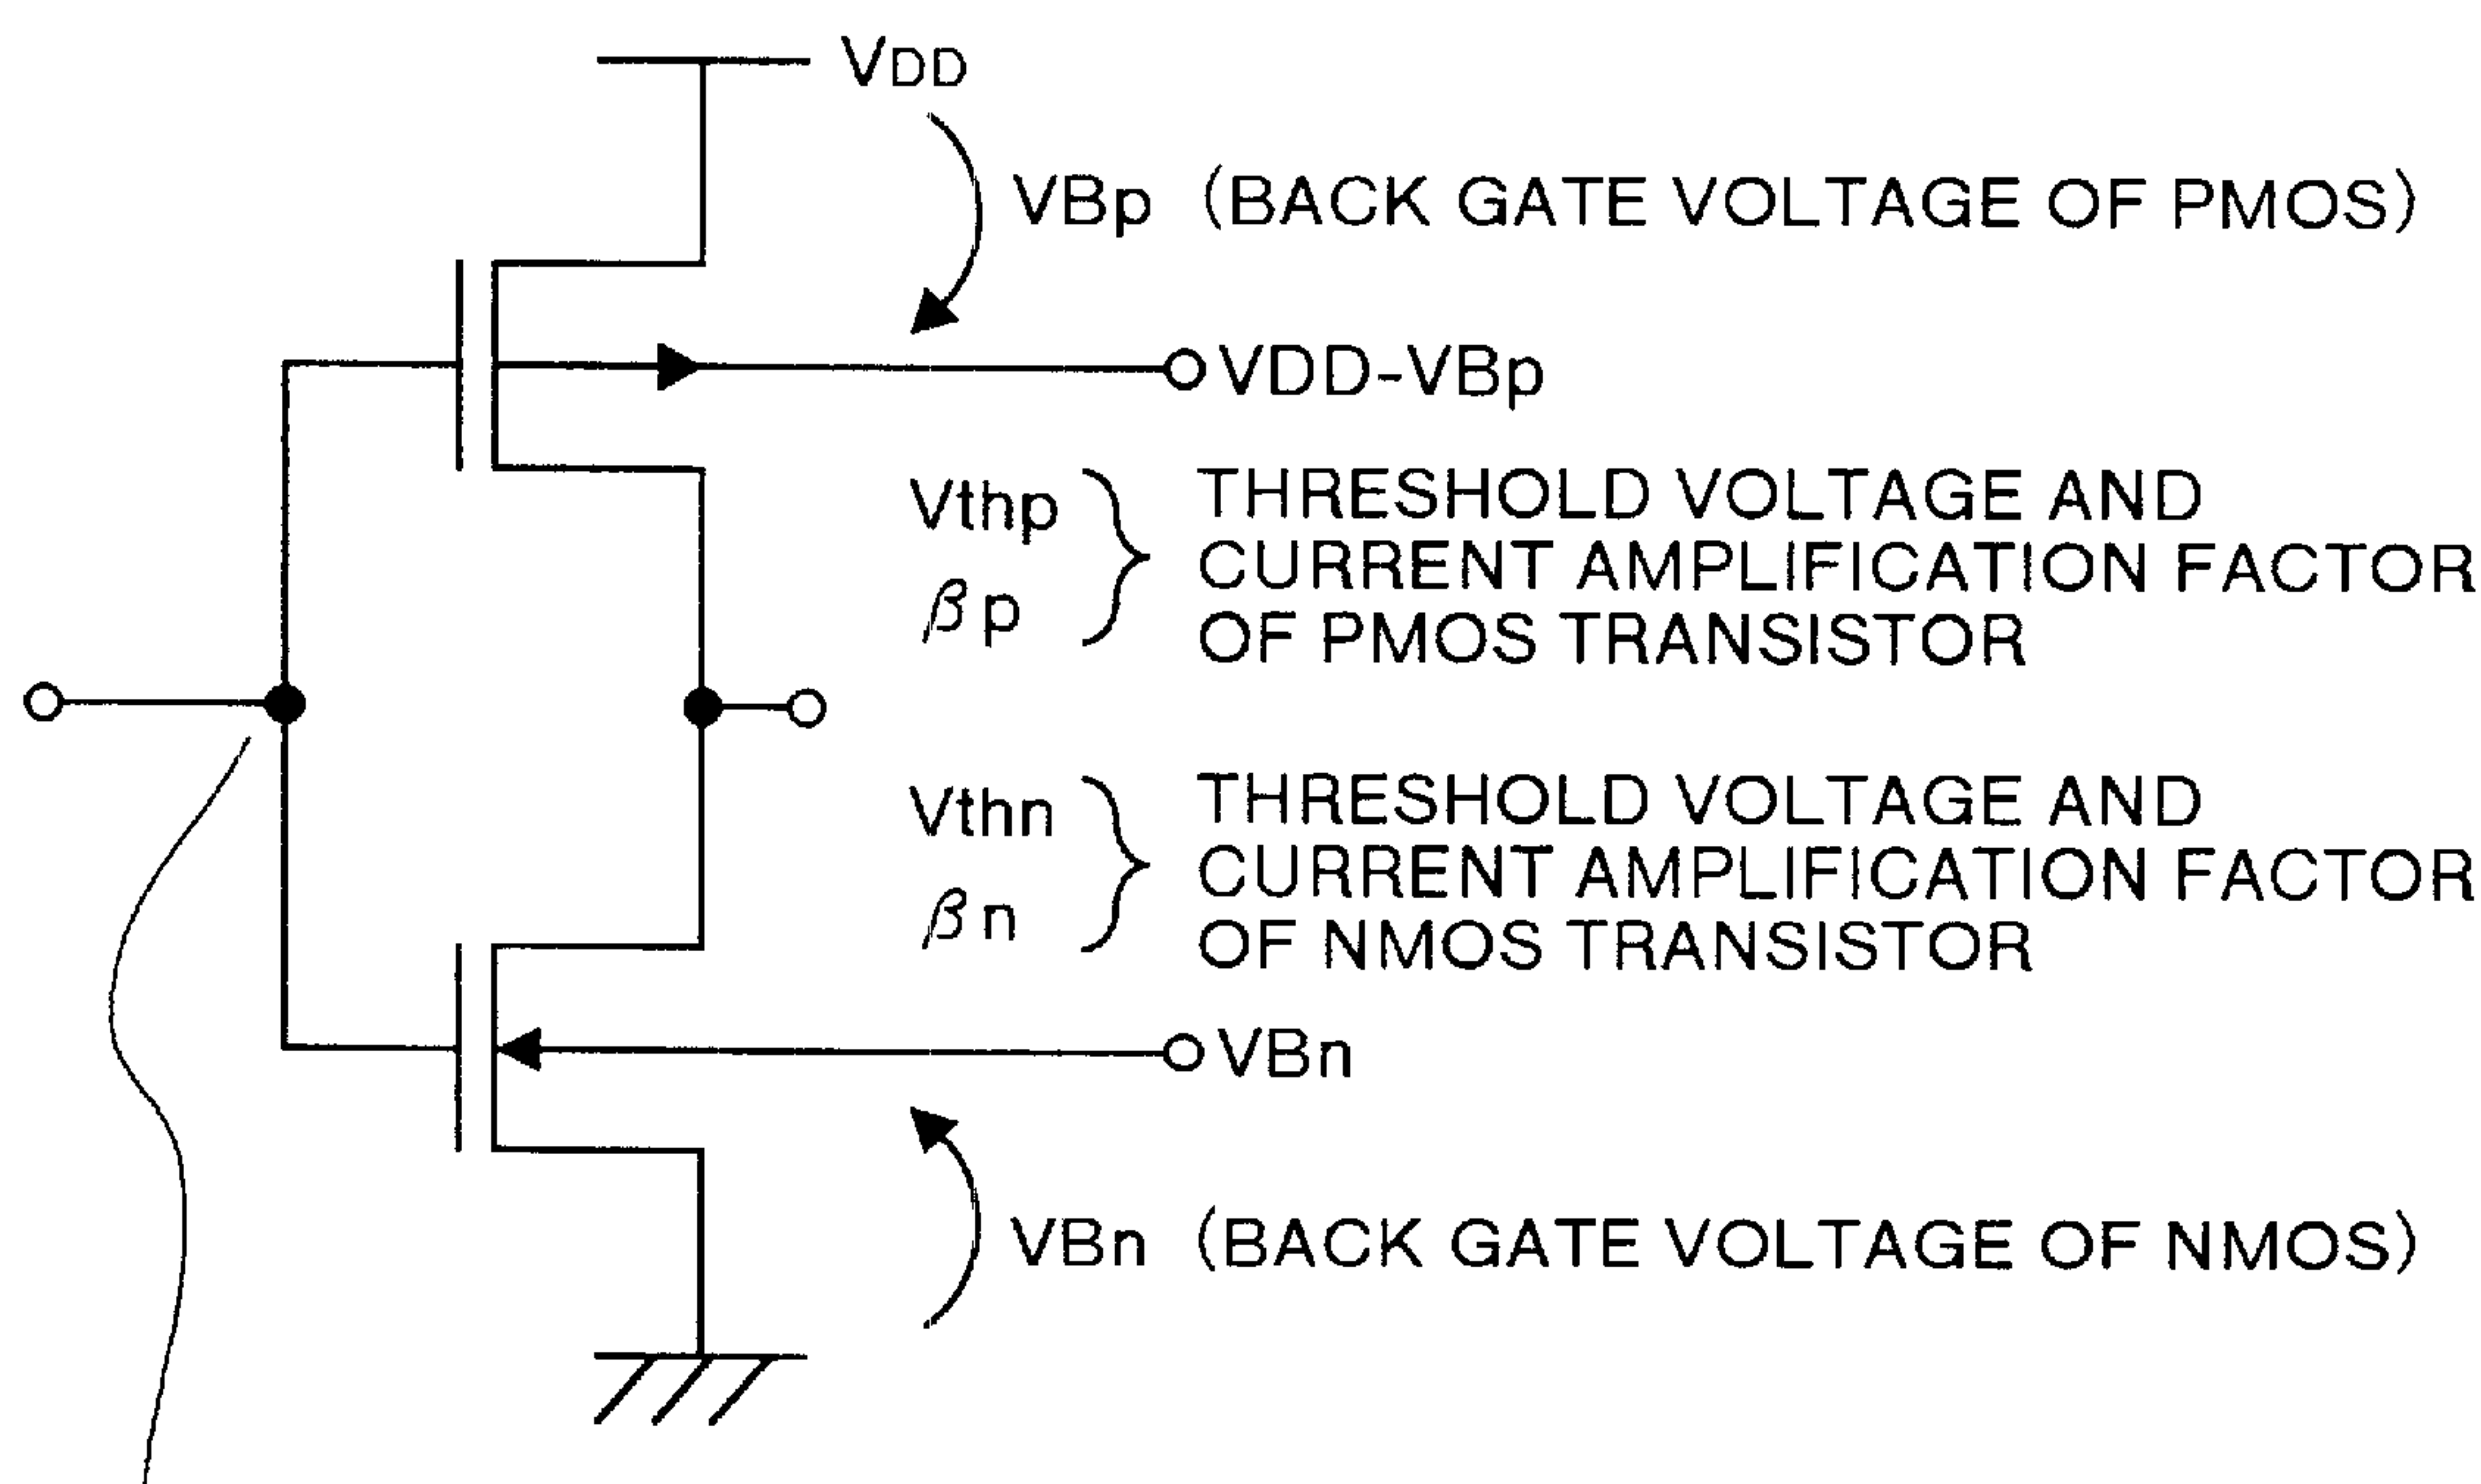 VDD
VBp (BACK GATE VOLTAGE OF PMOS)
VDD-VBp
Vthp
βp
THRESHOLD VOLTAGE AND
CURRENT AMPLIFICATION FACTOR
OF PMOS TRANSISTOR
Vthn
βn
THRESHOLD VOLTAGE AND
CURRENT AMPLIFICATION FACTOR
OF NMOS TRANSISTOR
VBn
VBn (BACK GATE VOLTAGE OF NMOS)